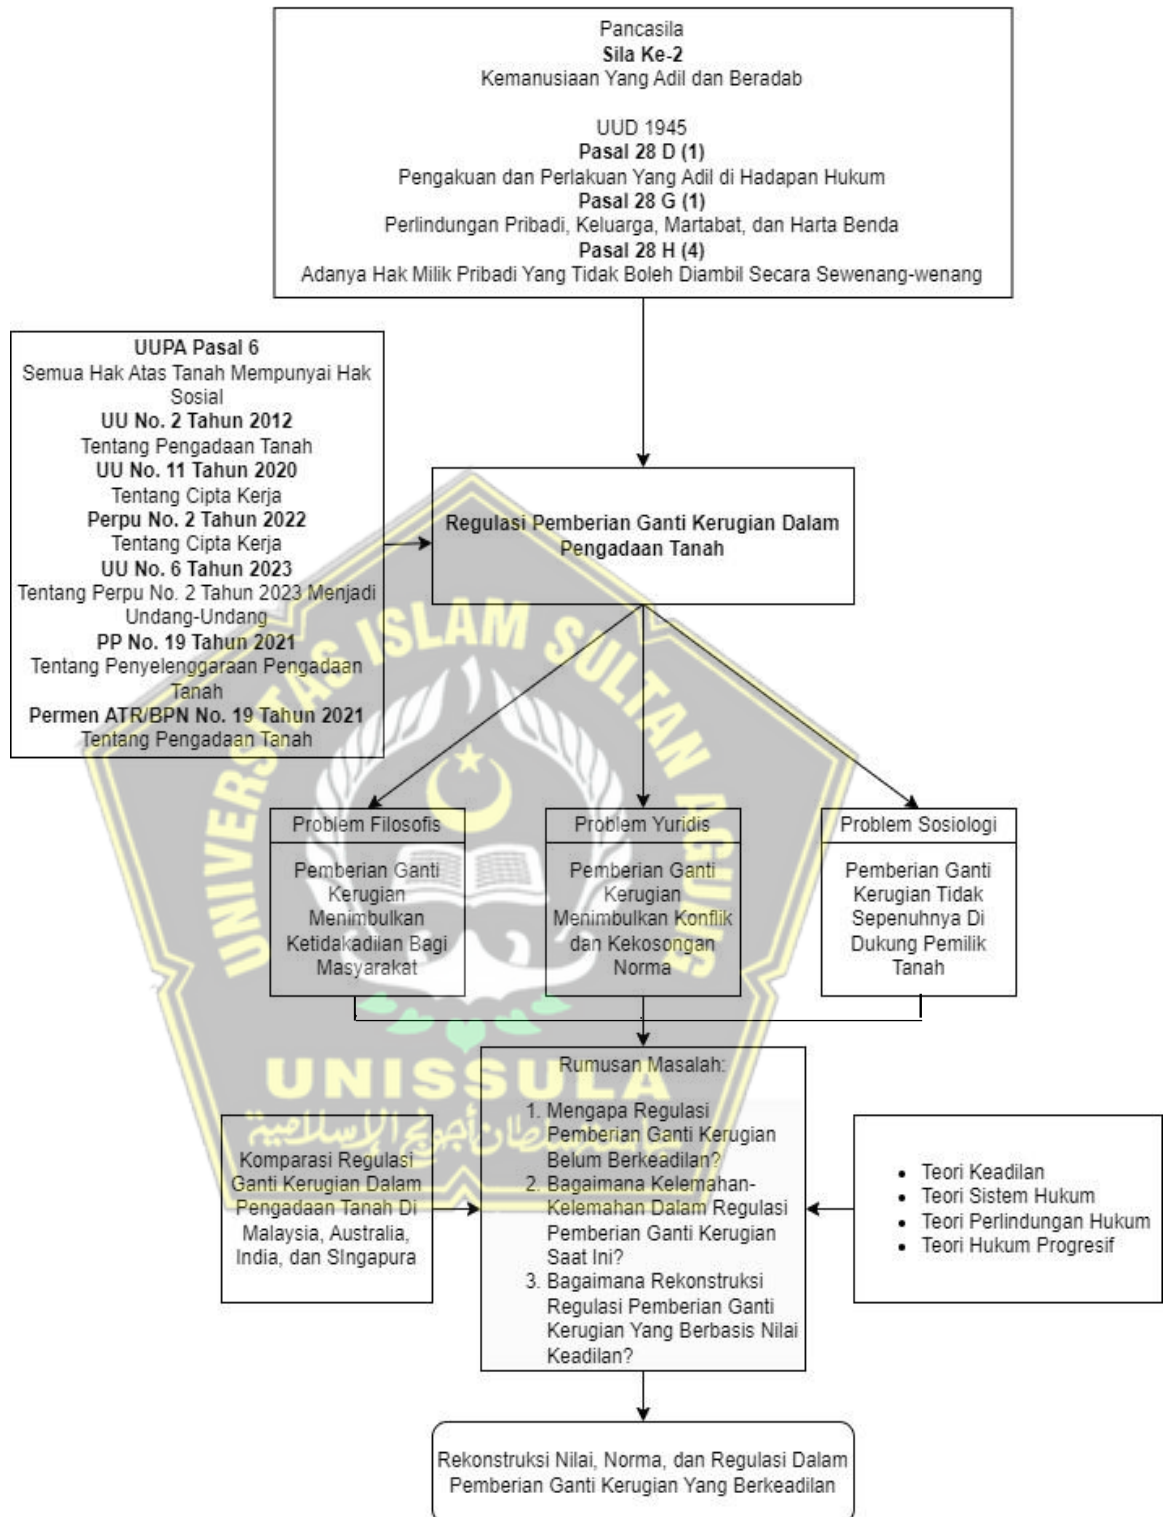 Pancasila
Sila Ke-2
Kemanusiaan Yang Adil dan Beradab
UUD 1945
Pasal 28 D (1)
Pengakuan dan Perlakuan Yang Adil di Hadapan Hukum
Pasal 28 G (1)
Perlindungan Pribadi, Keluarga, Martabat, dan Harta Benda
Pasal 28 H (4)
Adanya Hak Milik Pribadi Yang Tidak Boleh Diambil Secara Sewenang-wenang
UUPA Pasal 6
Semua Hak Atas Tanah Mempunyai Hak
Sosial
UU No. 2 Tahun 2012
Tentang Pengadaan Tanah
UU No. 11 Tahun 2020
Tentang Cipta Kerja
Perpu No. 2 Tahun 2022
Tentang Cipta Kerja
UU No. 6 Tahun 2023
Tentang Perpu No. 2 Tahun 2023 Menjadi
Undang-Undang
PP No. 19 Tahun 2021
Tentang Penyelenggaraan Pengadaan
Tanah
Permen ATR/BPN No. 19 Tahun 2021
Tentang Pengadaan Tanah
Regulasi Pemberian Ganti Kerugian Dalam
Pengadaan Tanah
UNIVERSITAS ISLAM SULTAN AGUNG
Problem Filosofis
Pemberian Ganti
Kerugian
Menimbulkan
Ketidakadiian Bagi
Masyarakat
Problem Yuridis
Pemberian Ganti
Kerugian
Menimbulkan Konflik
dan Kekosongan
Norma
Problem Sosiologi
Pemberian Ganti
Kerugian Tidak
Sepenuhnya Di
Dukung Pemilik
Tanah
UNISSULA
جامعة سلطان أجونج الإسلامية
Komparasi Regulasi
Ganti Kerugian Dalam
Pengadaan Tanah Di
Malaysia, Australia,
India, dan SIngapura
Rumusan Masalah:
1. Mengapa Regulasi
Pemberian Ganti Kerugian
Belum Berkeadilan?
2. Bagaimana Kelemahan-
Kelemahan Dalam Regulasi
Pemberian Ganti Kerugian
Saat Ini?
3. Bagaimana Rekonstruksi
Regulasi Pemberian Ganti
Kerugian Yang Berbasis Nilai
Keadilan?
• Teori Keadilan
• Teori Sistem Hukum
• Teori Perlindungan Hukum
• Teori Hukum Progresif
Rekonstruksi Nilai, Norma, dan Regulasi Dalam
Pemberian Ganti Kerugian Yang Berkeadilan